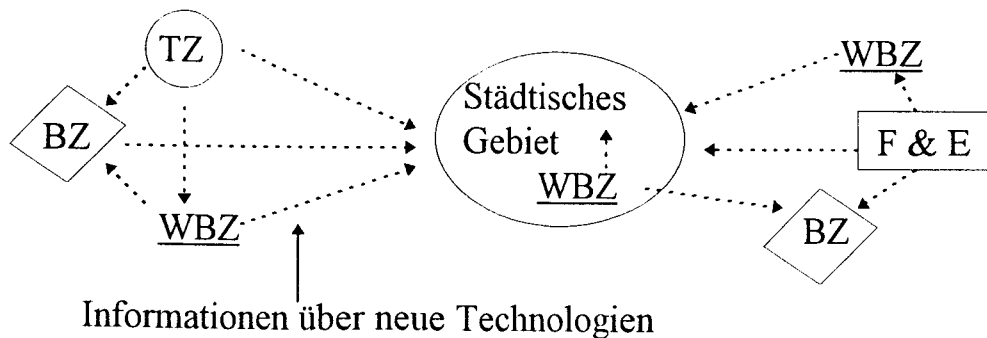 TZ
WBZ
Städtisches
Gebiet
BZ
F & E
WBZ
WBZ
BZ
Informationen über neue Technologien